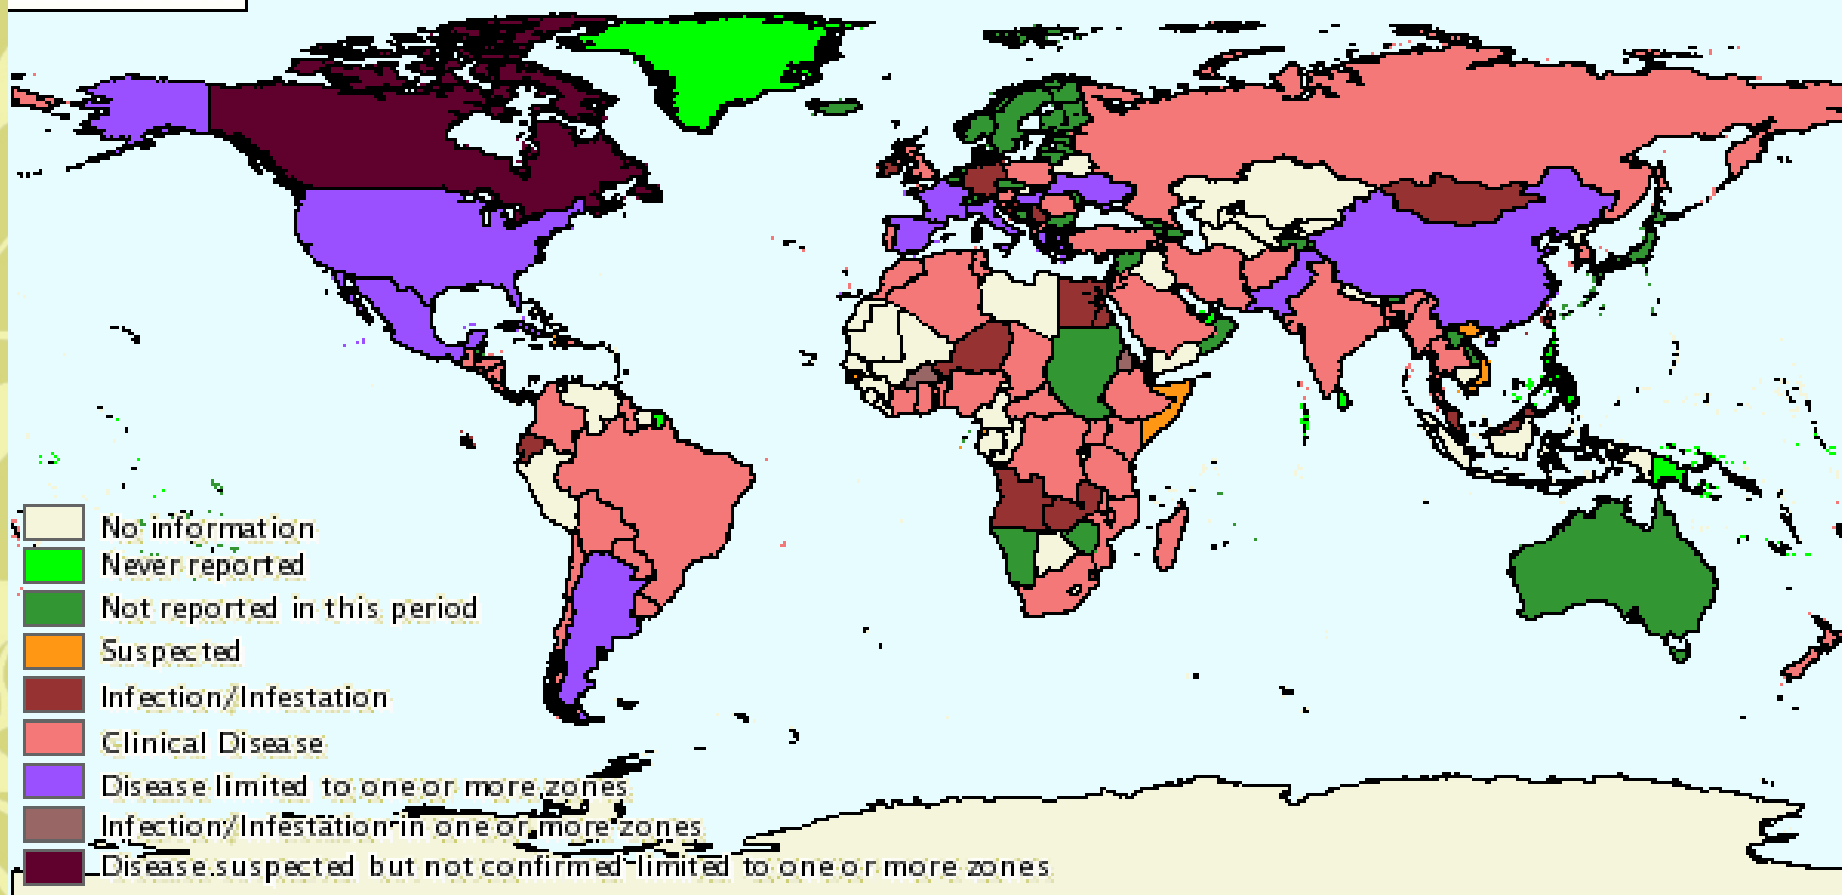 No information
Never reported
Not reported in this period
Suspected
Infection/Infestation
Clinical Disease
Disease limited to one or more zones
Infection/Infestation in one or more zones
Disease suspected but not confirmed limited to one or more zones